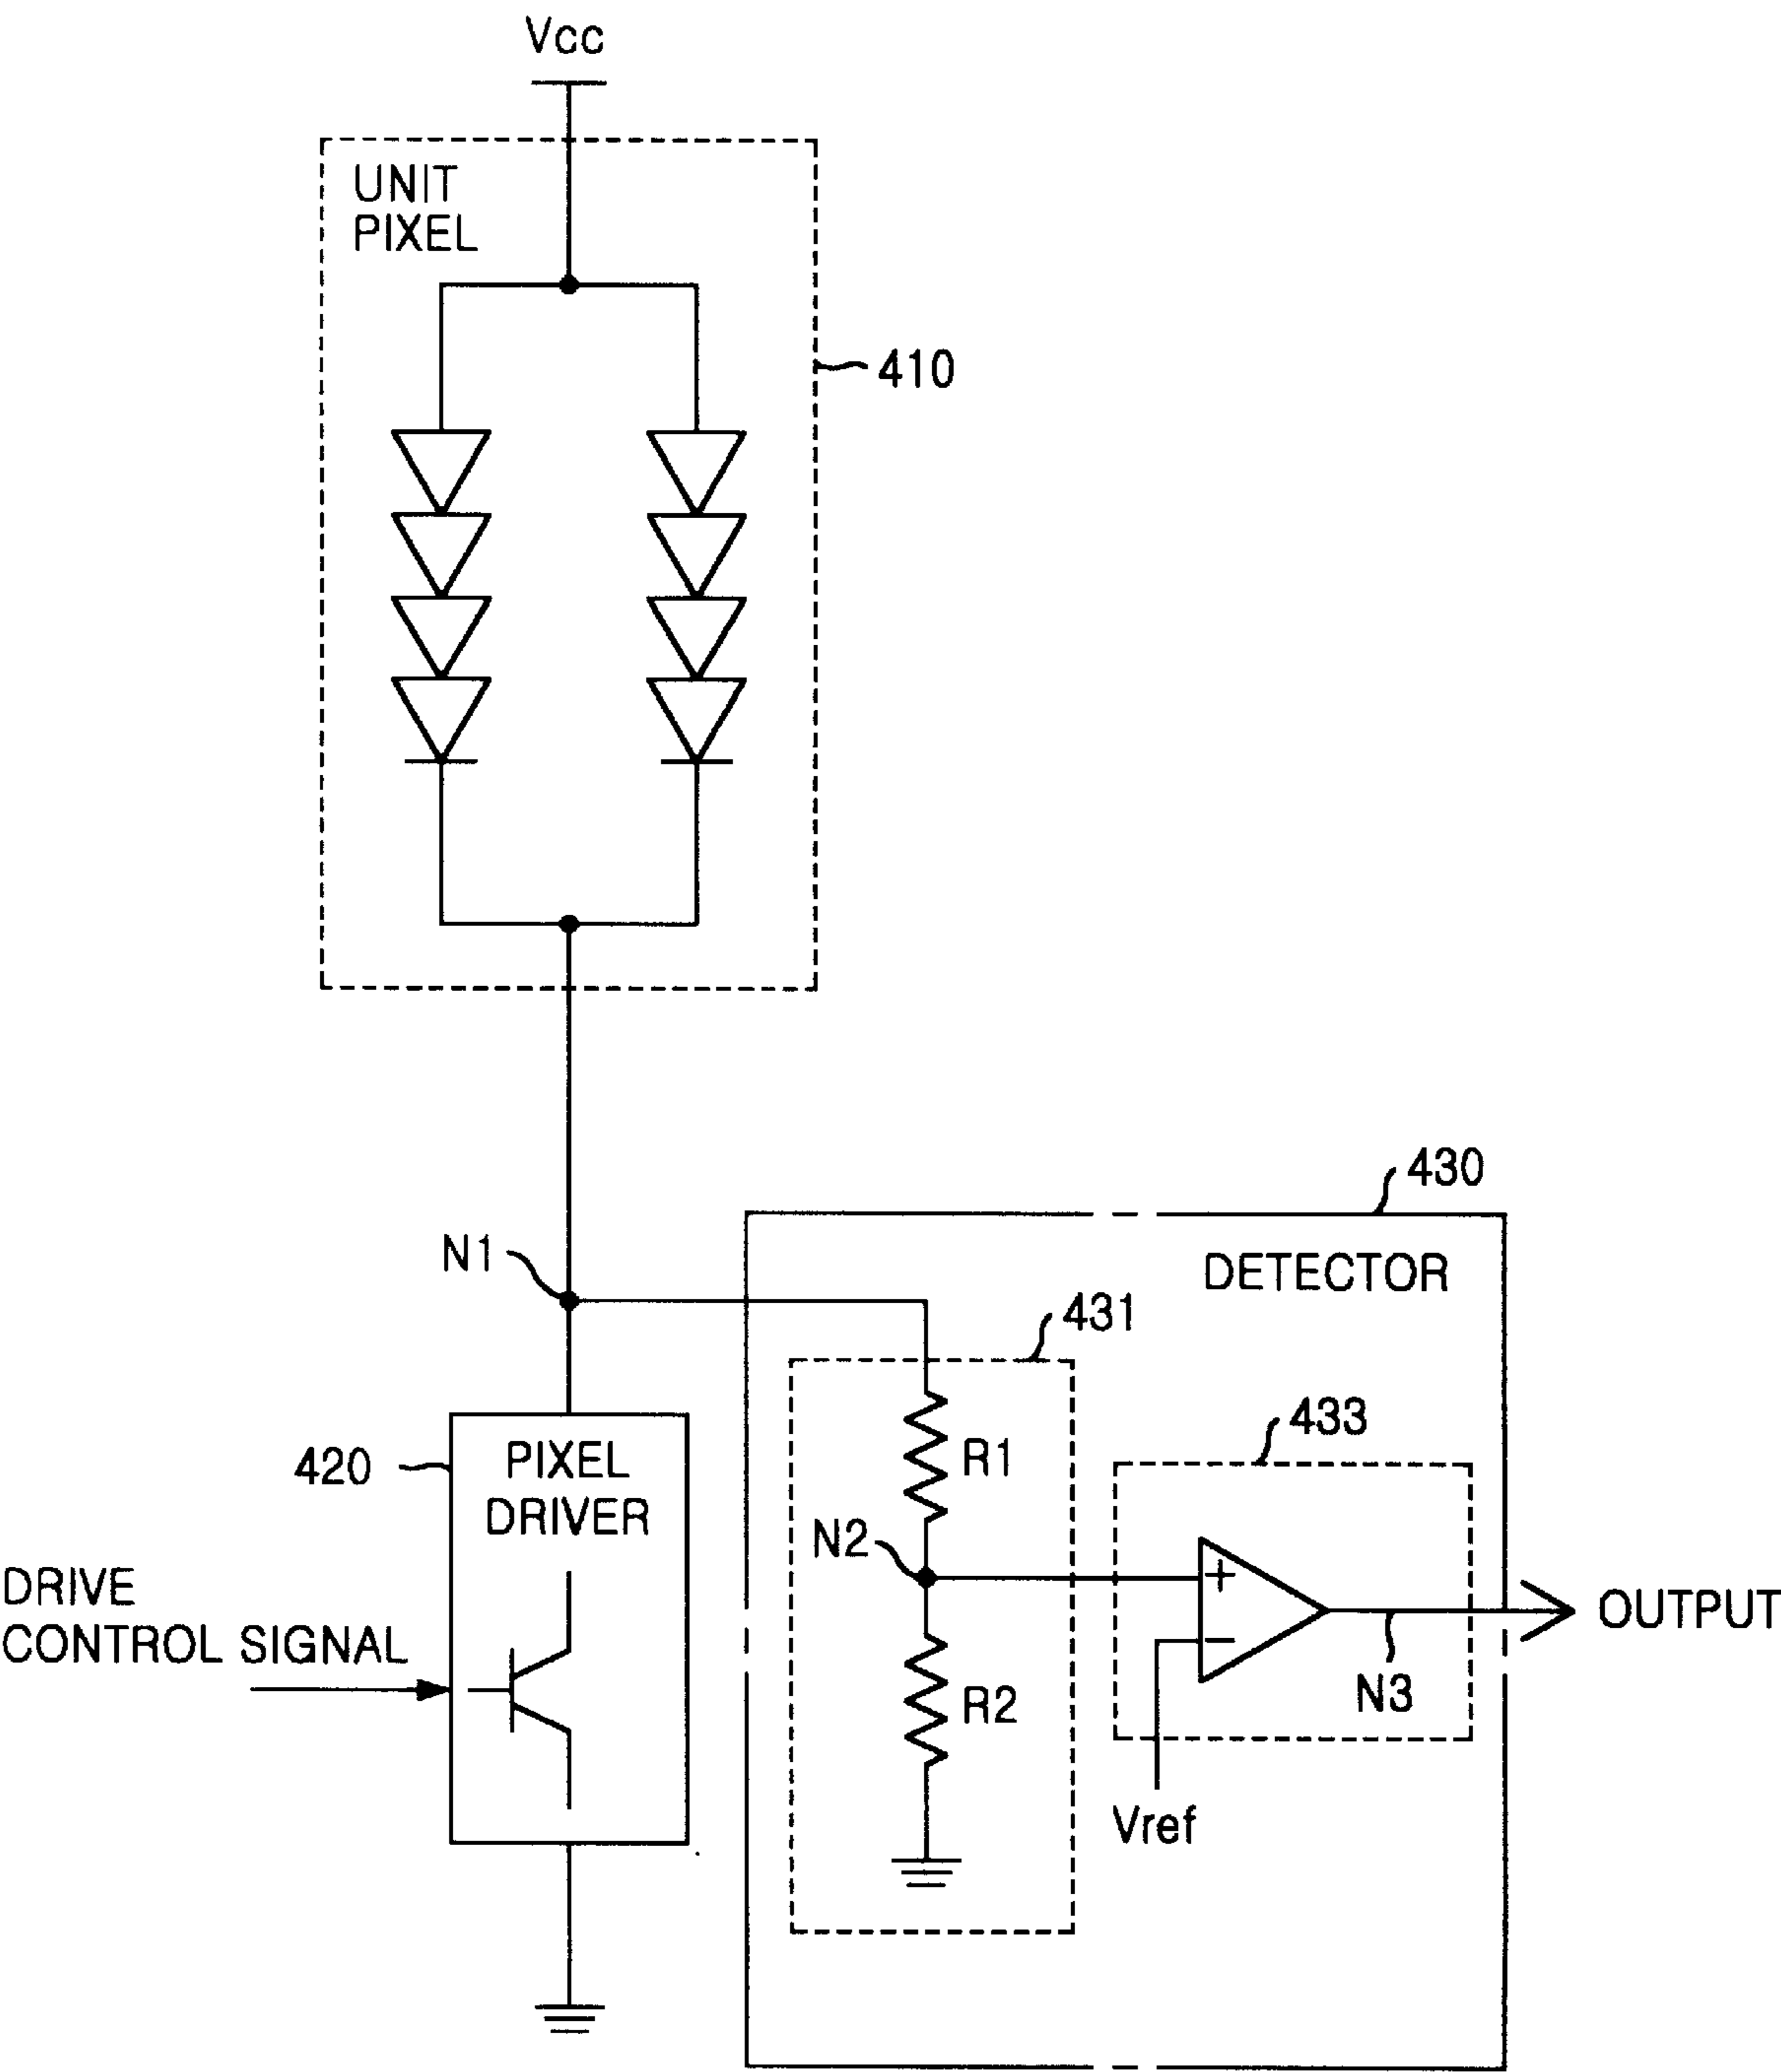 Vcc
UNIT
PIXEL
410
430
N1
DETECTOR
431
433
420
PIXEL
DRIVER
R1
N2
DRIVE
CONTROL SIGNAL
+
−
OUTPUT
N3
R2
Vref